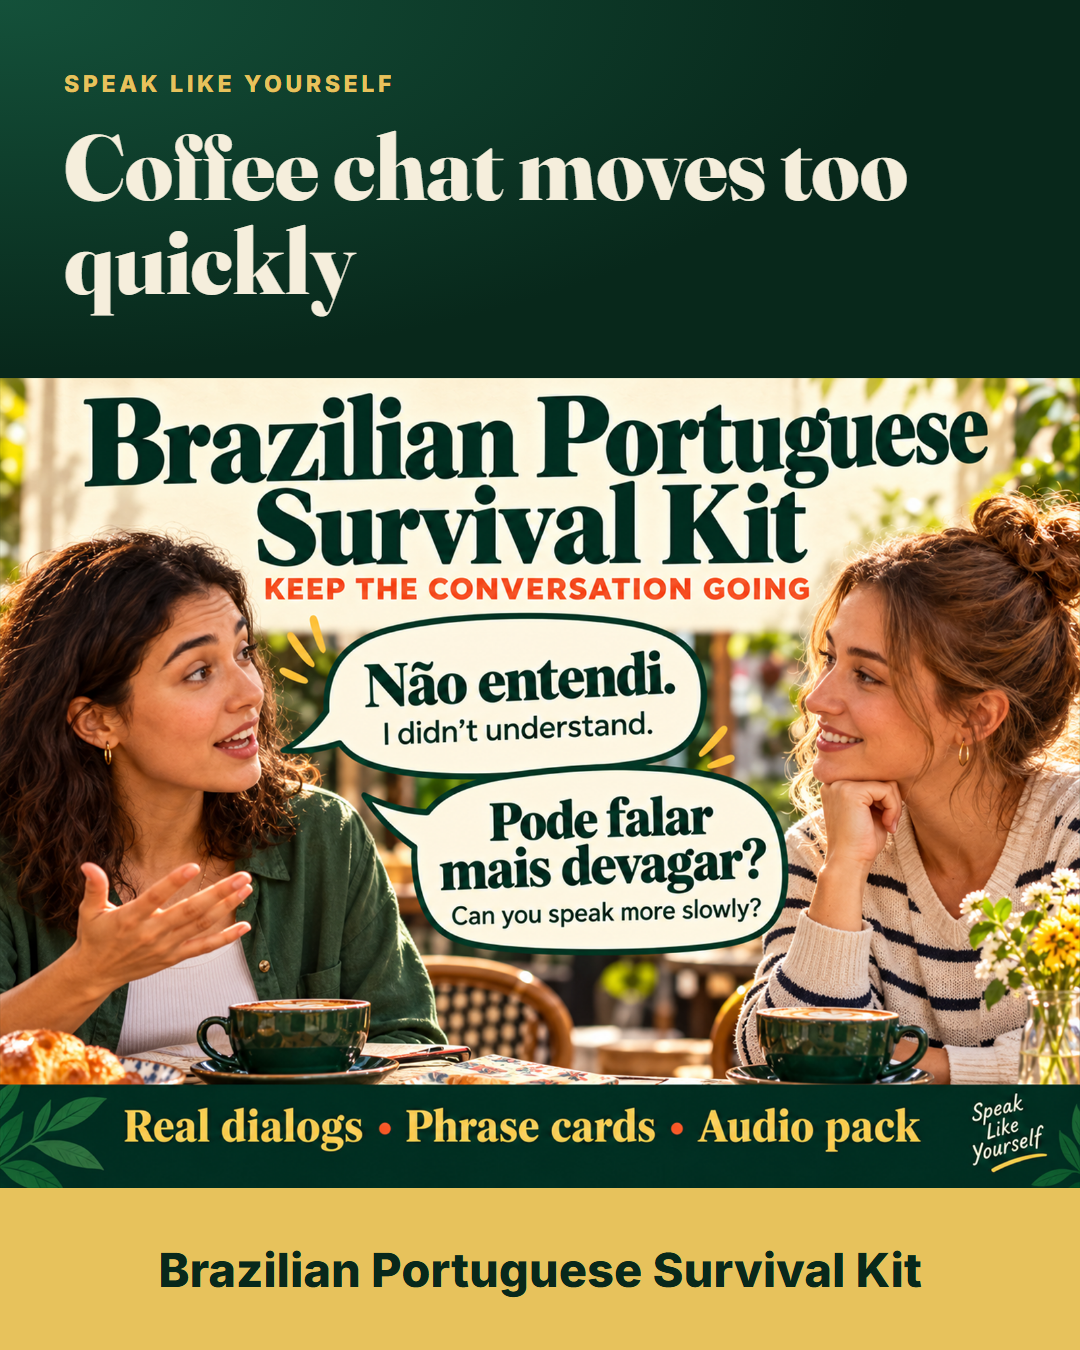 SPEAK LIKE YOURSELF
Coffee chat moves too
quickly
Brazilian Portuguese
Survival Kit
KEEP THE CONVERSATION GOING
Não entendi.
I didn't understand.
Pode falar
mais devagar?
Can you speak more slowly?
Real dialogs • Phrase cards • Audio pack
Speak
Like
Yourself
Brazilian Portuguese Survival Kit